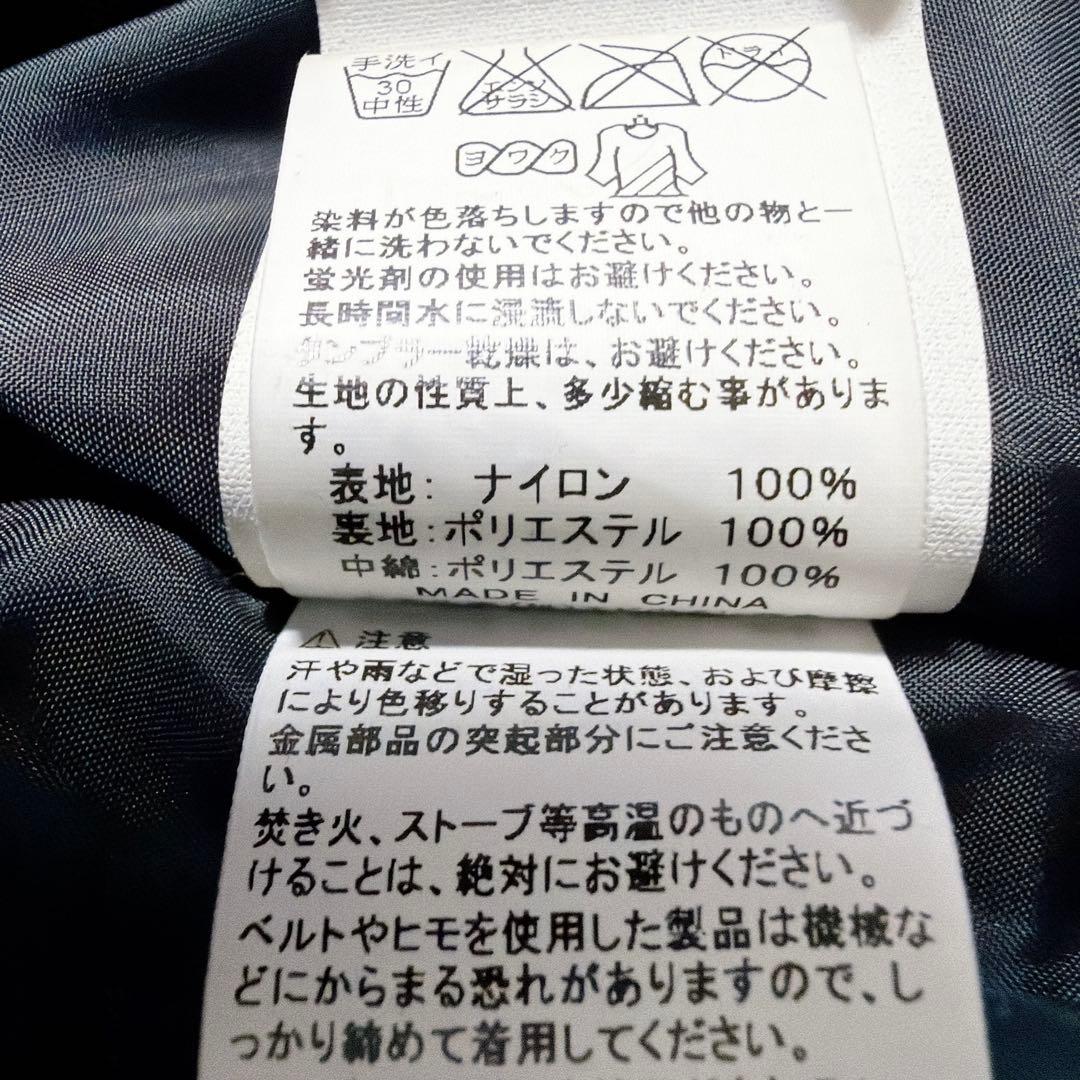 手洗イ
30
中性
エンソ
サラシ
ドライ
ヨワク
染料が色落ちしますので他の物と一
緒に洗わないでください。
蛍光剤の使用はお避けください。
長時間水に浸漬しないでください。
タンブラー乾燥は、お避けください。
生地の性質上、多少縮む事がありま
す。
表地: ナイロン 100%
裏地:ポリエステル 100%
中綿:ポリエステル 100%
MADE IN CHINA
⚠ 注意
汗や雨などで湿った状態、および摩擦
により色移りすることがあります。
金属部品の突起部分にご注意くださ
い。
焚き火、ストーブ等高温のものへ近づ
けることは、絶対にお避けください。
ベルトやヒモを使用した製品は機械な
どにからまる恐れがありますので、し
っかり締めて着用してください。